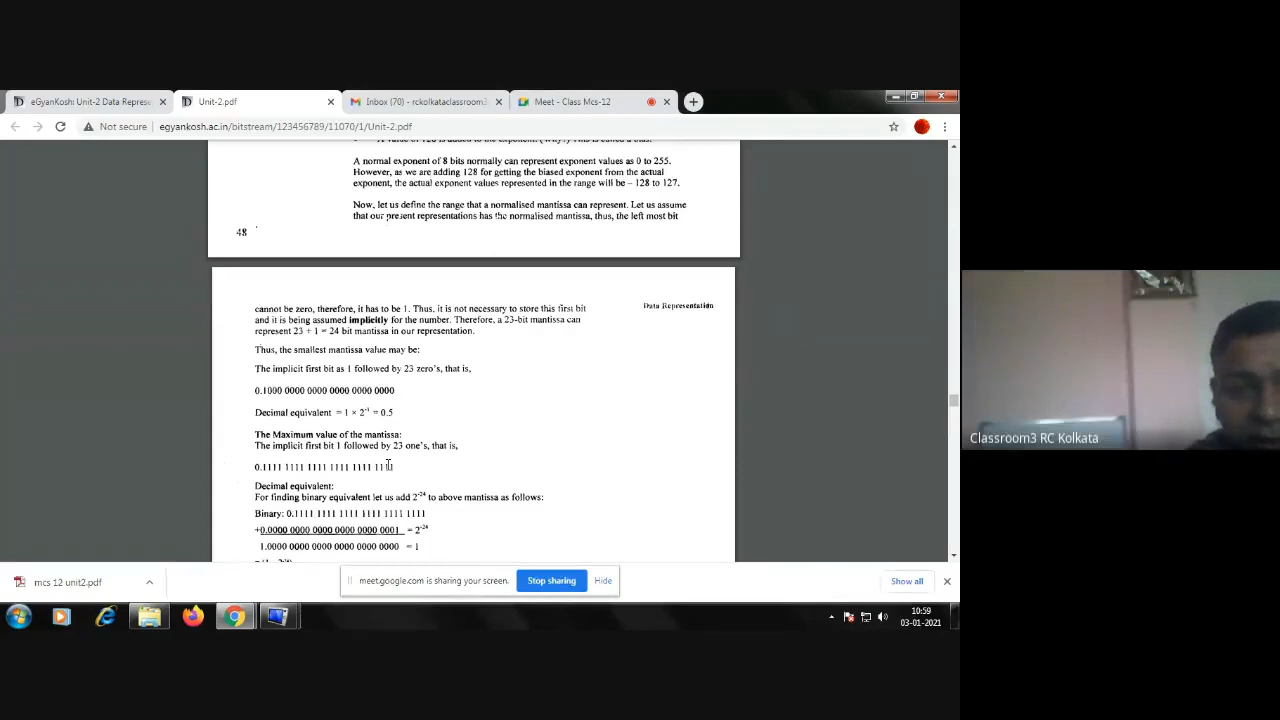 eGyanKosh: Unit-2 Data Represe
Unit-2.pdf
Inbox (70) - rckolkataclassroom3
Meet - Class Mcs-12
Not secure
egyankosh.ac.in/bitstream/123456789/11070/1/Unit-2.pdf
A value of 128 is added to the exponent. (Why?) This is called a bias.
A normal exponent of 8 bits normally can represent exponent values as 0 to 255.
However, as we are adding 128 for getting the biased exponent from the actual
exponent, the actual exponent values represented in the range will be – 128 to 127.
Now, let us define the range that a normalised mantissa can represent. Let us assume
that our present representations has the normalised mantissa, thus, the left most bit
48
Data Representation
cannot be zero, therefore, it has to be 1. Thus, it is not necessary to store this first bit
and it is being assumed implicitly for the number. Therefore, a 23-bit mantissa can
represent 23 + 1 = 24 bit mantissa in our representation.
Thus, the smallest mantissa value may be:
The implicit first bit as 1 followed by 23 zero's, that is,
0.1000 0000 0000 0000 0000 0000
Decimal equivalent = 1 × 2⁻¹ = 0.5
The Maximum value of the mantissa:
The implicit first bit 1 followed by 23 one's, that is,
0.1111 1111 1111 1111 1111 1111
Decimal equivalent:
For finding binary equivalent let us add 2⁻²⁴ to above mantissa as follows:
Binary: 0.1111 1111 1111 1111 1111 1111
+0.0000 0000 0000 0000 0000 0001 = 2⁻²⁴
1.0000 0000 0000 0000 0000 0000 = 1
Classroom3 RC Kolkata
mcs 12 unit2.pdf
meet.google.com is sharing your screen.
Stop sharing
Hide
Show all
10:59
03-01-2021